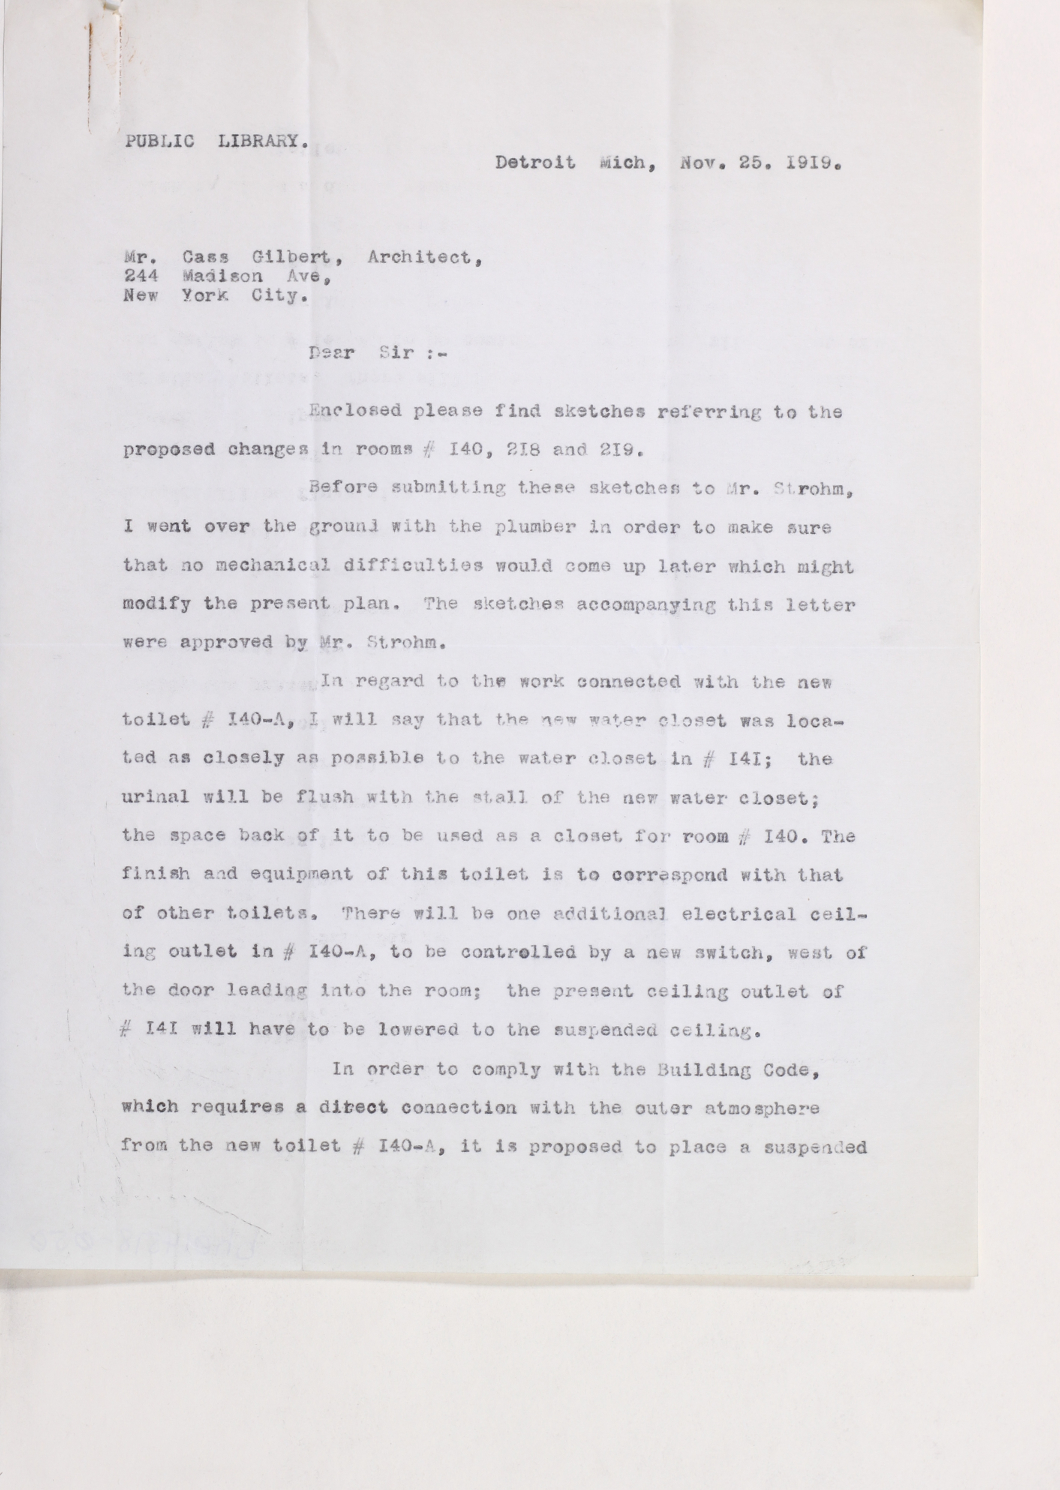 PUBLIC LIBRARY.
Detroit Mich, Nov. 25. I9I9.
Mr. Cass Gilbert, Architect,
244 Madison Ave,
New York City.
Dear Sir :-
Enclosed please find sketches referring to the
proposed changes in rooms # I40, 2I8 and 2I9.
Before submitting these sketches to Mr. Strohm,
I went over the ground with the plumber in order to make sure
that no mechanical difficulties would come up later which might
modify the present plan. The sketches accompanying this letter
were approved by Mr. Strohm.
In regard to the work connected with the new
toilet # I40-A, I will say that the new water closet was loca-
ted as closely as possible to the water closet in # I4I; the
urinal will be flush with the stall of the new water closet;
the space back of it to be used as a closet for room # I40. The
finish and equipment of this toilet is to correspond with that
of other toilets. There will be one additional electrical ceil-
ing outlet in # I40-A, to be controlled by a new switch, west of
the door leading into the room; the present ceiling outlet of
# I4I will have to be lowered to the suspended ceiling.
In order to comply with the Building Code,
which requires a direct connection with the outer atmosphere
from the new toilet # I40-A, it is proposed to place a suspended